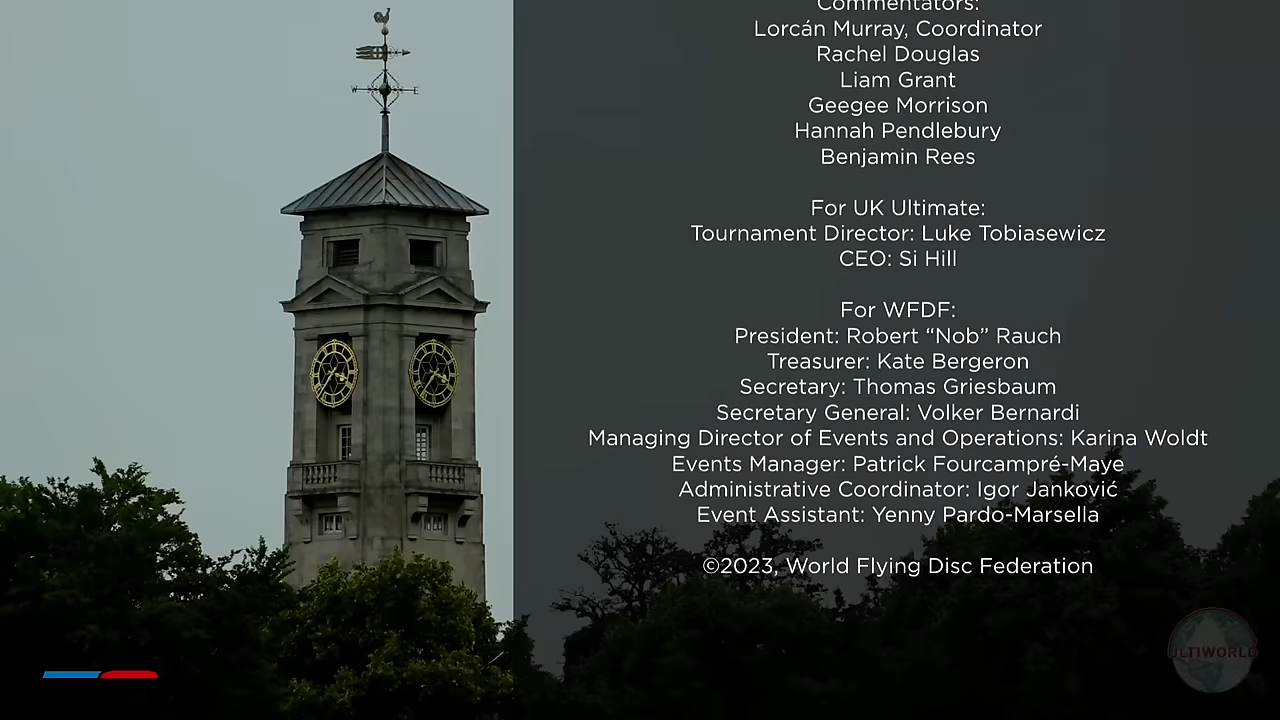 Commentators:
Lorcán Murray, Coordinator
Rachel Douglas
Liam Grant
Geegee Morrison
Hannah Pendlebury
Benjamin Rees
For UK Ultimate:
Tournament Director: Luke Tobiasewicz
CEO: Si Hill
For WFDF:
President: Robert “Nob” Rauch
Treasurer: Kate Bergeron
Secretary: Thomas Griesbaum
Secretary General: Volker Bernardi
Managing Director of Events and Operations: Karina Woldt
Events Manager: Patrick Fourcampré-Maye
Administrative Coordinator: Igor Janković
Event Assistant: Yenny Pardo-Marsella
©2023, World Flying Disc Federation
ULTIWORLD
W E